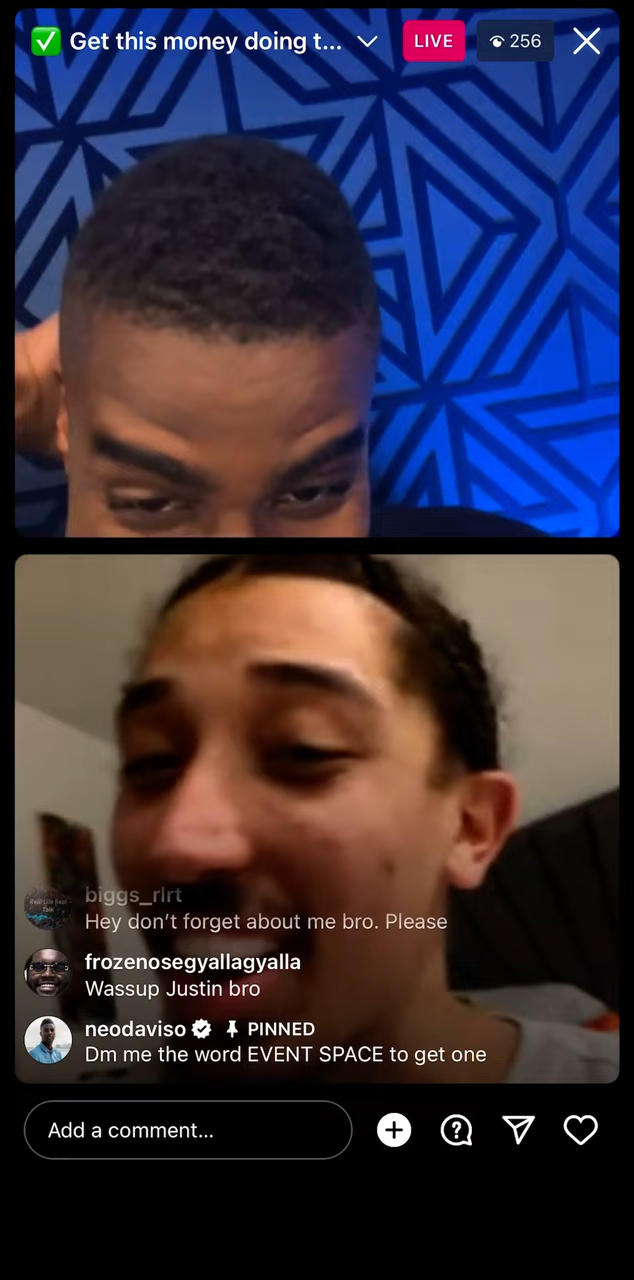 ✅ Get this money doing t...
LIVE
256
biggs_rlrt
Hey don't forget about me bro. Please
frozenosegyallagyalla
Wassup Justin bro
neodaviso PINNED
Dm me the word EVENT SPACE to get one
Add a comment...